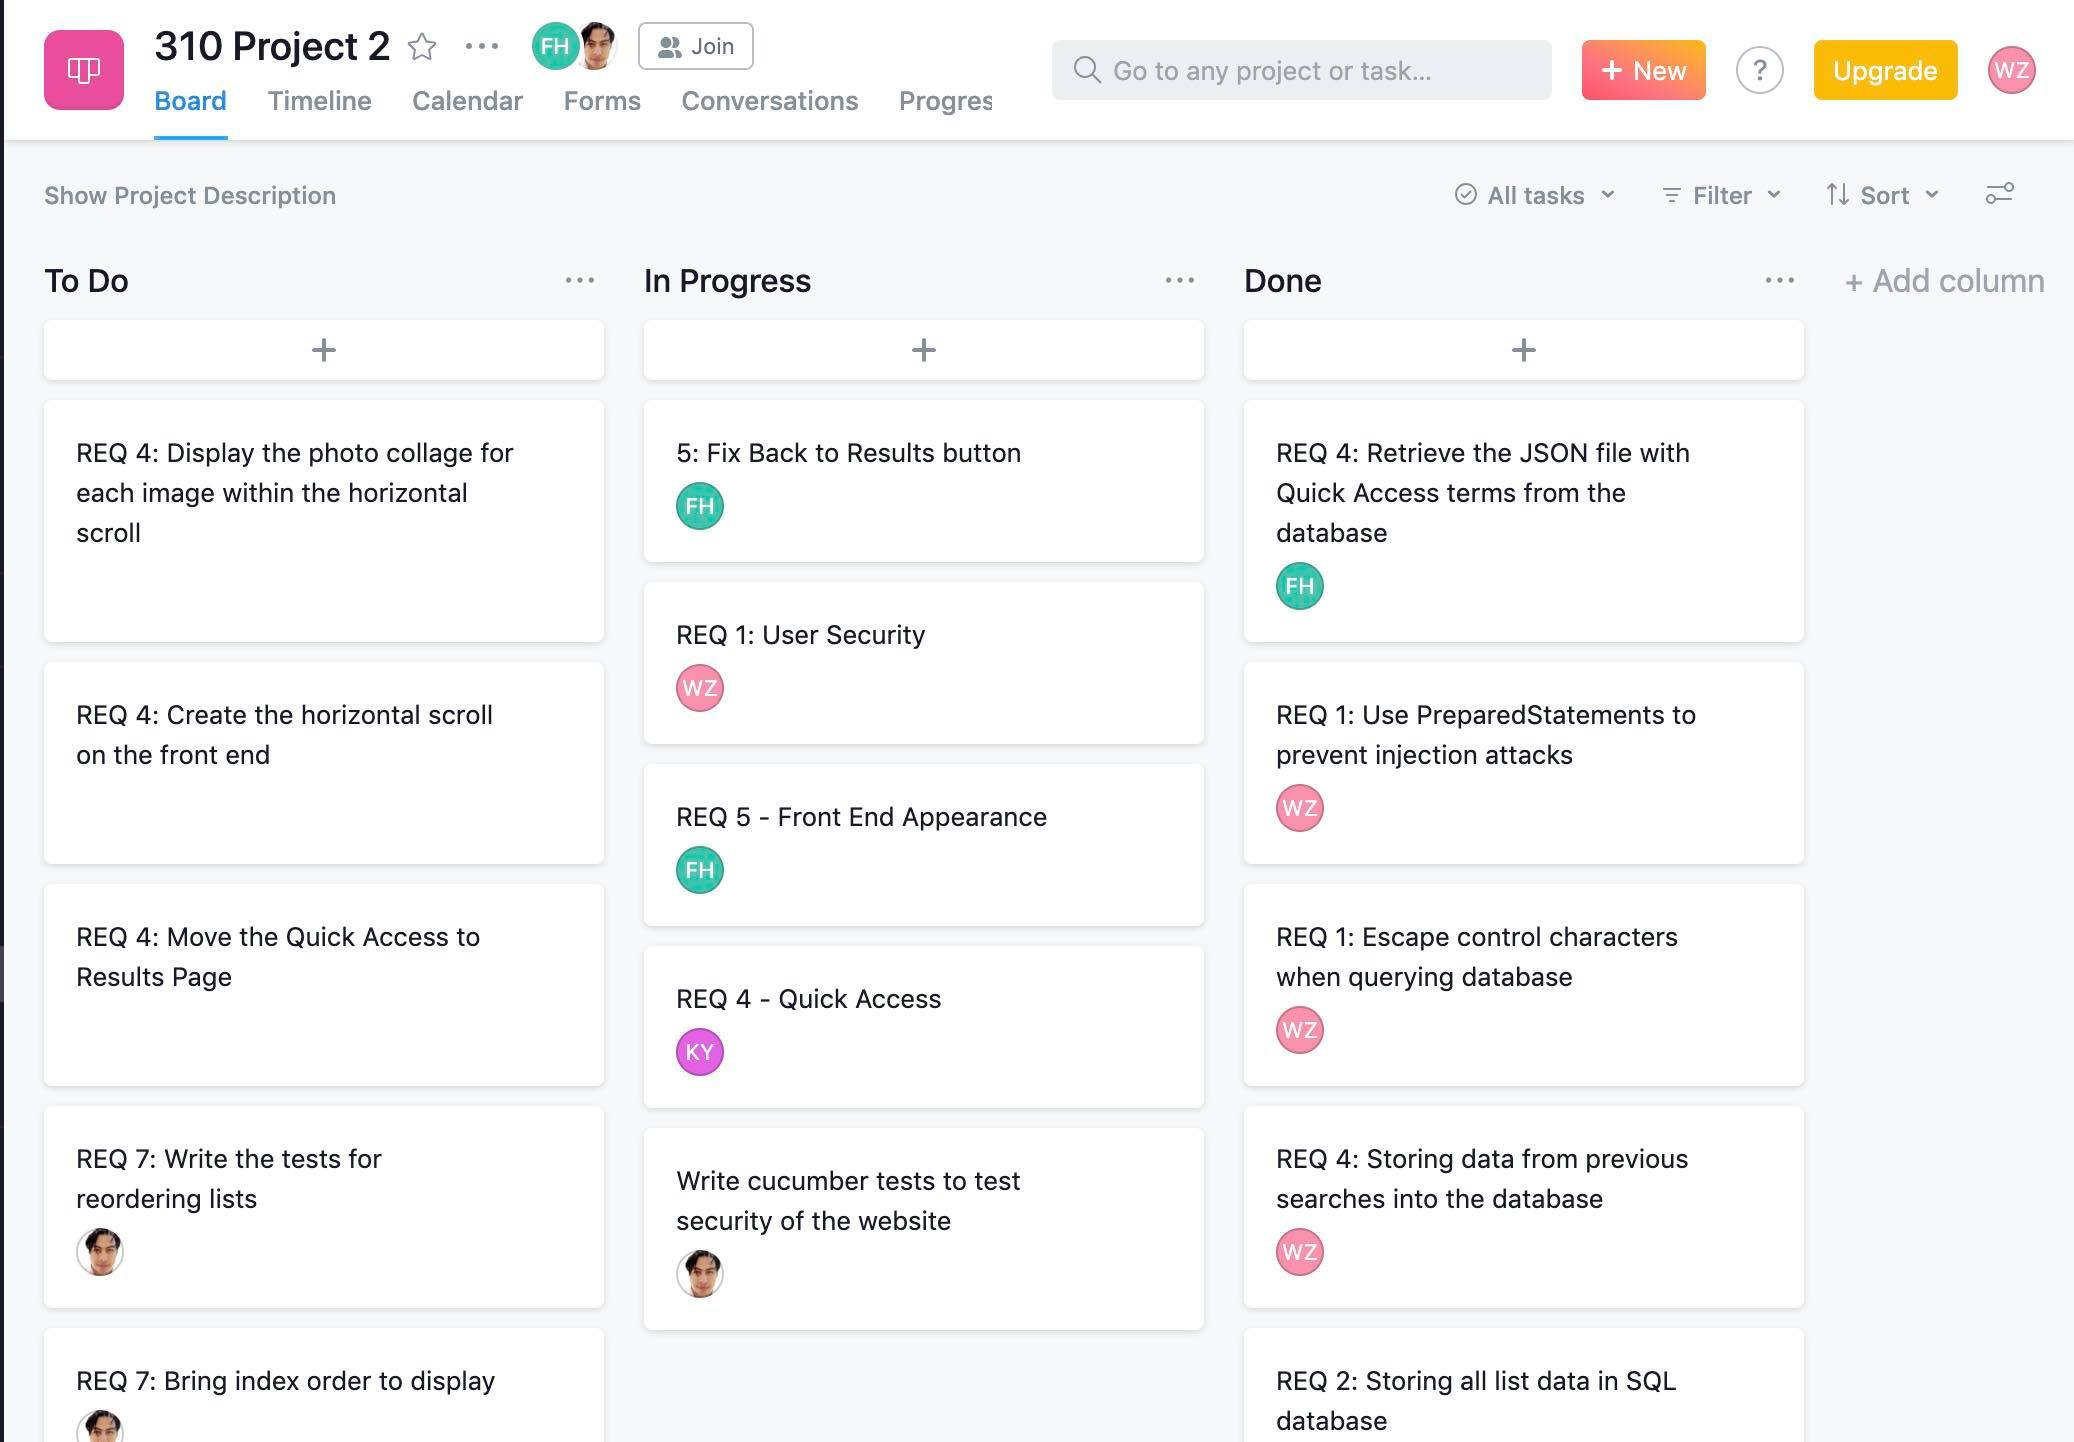 310 Project 2
FH
Join
Board
Timeline
Calendar
Forms
Conversations
Progres
Go to any project or task...
+ New
?
Upgrade
WZ
Show Project Description
All tasks
Filter
Sort
To Do
REQ 4: Display the photo collage for
each image within the horizontal
scroll
REQ 4: Create the horizontal scroll
on the front end
REQ 4: Move the Quick Access to
Results Page
REQ 7: Write the tests for
reordering lists
REQ 7: Bring index order to display
In Progress
5: Fix Back to Results button
FH
REQ 1: User Security
WZ
REQ 5 - Front End Appearance
FH
REQ 4 - Quick Access
KY
Write cucumber tests to test
security of the website
Done
REQ 4: Retrieve the JSON file with
Quick Access terms from the
database
FH
REQ 1: Use PreparedStatements to
prevent injection attacks
WZ
REQ 1: Escape control characters
when querying database
WZ
REQ 4: Storing data from previous
searches into the database
WZ
REQ 2: Storing all list data in SQL
database
+ Add column